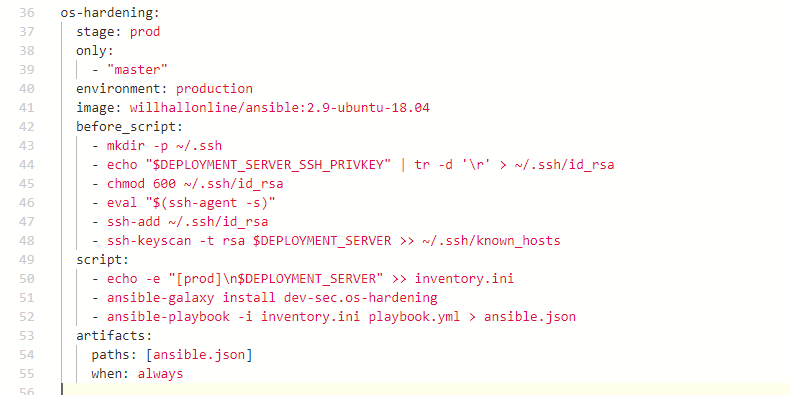 36 os-hardening:
37 stage: prod
38 only:
39 - "master"
40 environment: production
41 image: willhallonline/ansible:2.9-ubuntu-18.04
42 before_script:
43 - mkdir -p ~/.ssh
44 - echo "$DEPLOYMENT_SERVER_SSH_PRIVKEY" | tr -d '\r' > ~/.ssh/id_rsa
45 - chmod 600 ~/.ssh/id_rsa
46 - eval "$(ssh-agent -s)"
47 - ssh-add ~/.ssh/id_rsa
48 - ssh-keyscan -t rsa $DEPLOYMENT_SERVER >> ~/.ssh/known_hosts
49 script:
50 - echo -e "[prod]\n$DEPLOYMENT_SERVER" >> inventory.ini
51 - ansible-galaxy install dev-sec.os-hardening
52 - ansible-playbook -i inventory.ini playbook.yml > ansible.json
53 artifacts:
54 paths: [ansible.json]
55 when: always
56